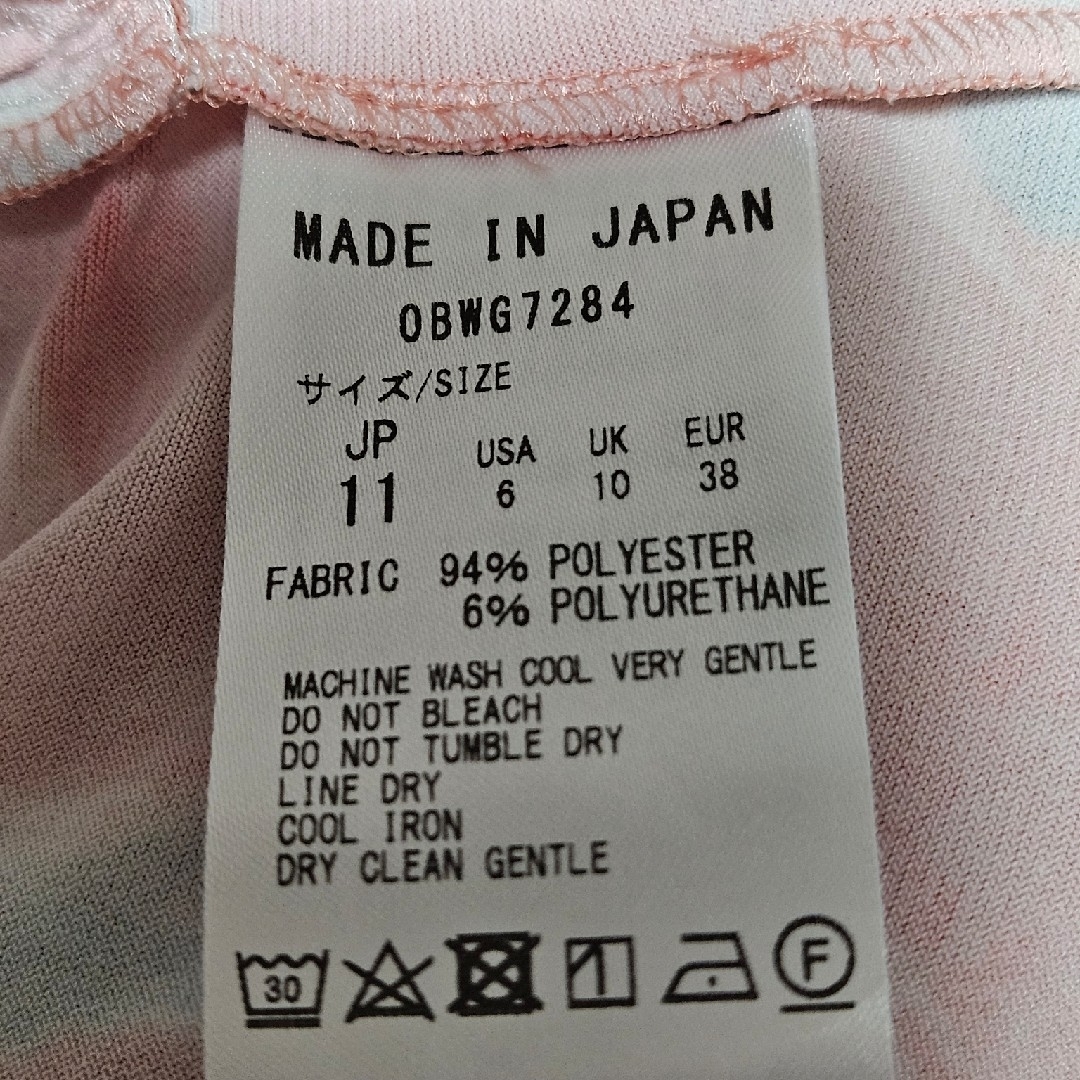 MADE IN JAPAN
OBWG7284
サイズ/SIZE
JP USA UK EUR
11 6 10 38
FABRIC 94% POLYESTER
6% POLYURETHANE
MACHINE WASH COOL VERY GENTLE
DO NOT BLEACH
DO NOT TUMBLE DRY
LINE DRY
COOL IRON
DRY CLEAN GENTLE
30 F